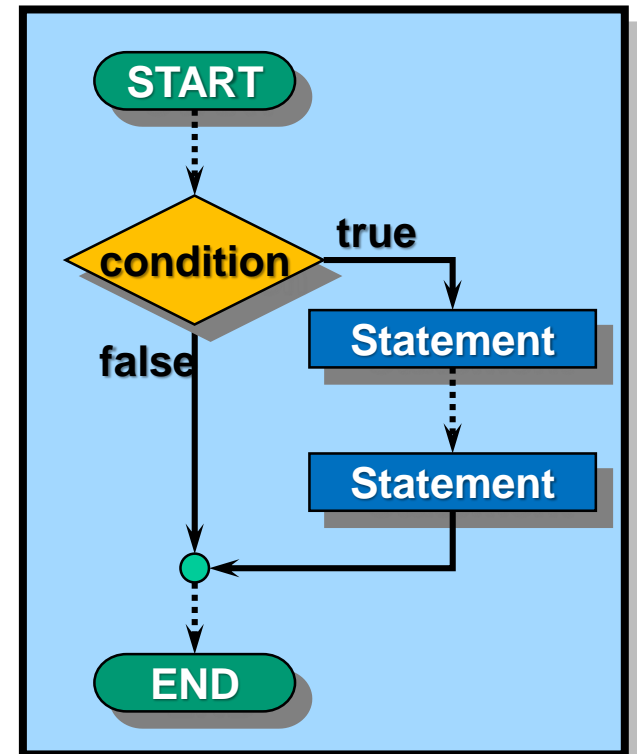 START
condition
true
false
Statement
Statement
END